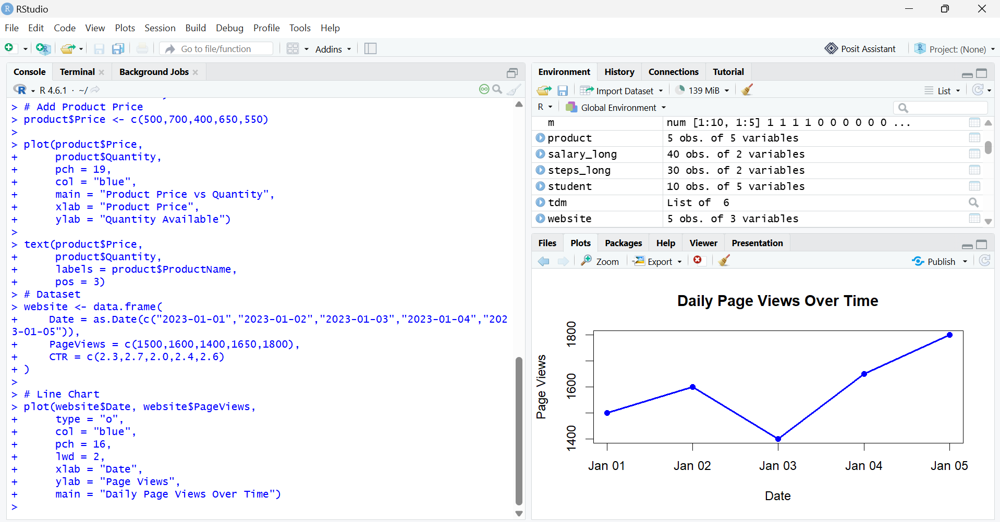 RStudio
File Edit Code View Plots Session Build Debug Profile Tools Help
Go to file/function Addins Posit Assistant Project: (None)
Console Terminal Background Jobs
R 4.6.1 · ~/
> # Add Product Price
> product$Price <- c(500,700,400,650,550)
>
> plot(product$Price,
+      product$Quantity,
+      pch = 19,
+      col = "blue",
+      main = "Product Price vs Quantity",
+      xlab = "Product Price",
+      ylab = "Quantity Available")
>
> text(product$Price,
+      product$Quantity,
+      labels = product$ProductName,
+      pos = 3)
> # Dataset
> website <- data.frame(
+     Date = as.Date(c("2023-01-01","2023-01-02","2023-01-03","2023-01-04","202
3-01-05")),
+     PageViews = c(1500,1600,1400,1650,1800),
+     CTR = c(2.3,2.7,2.0,2.4,2.6)
+ )
>
> # Line Chart
> plot(website$Date, website$PageViews,
+      type = "o",
+      col = "blue",
+      pch = 16,
+      lwd = 2,
+      xlab = "Date",
+      ylab = "Page Views",
+      main = "Daily Page Views Over Time")
>
Environment History Connections Tutorial
Import Dataset 139 MiB List
R Global Environment
m num [1:10, 1:5] 1 1 1 1 0 0 0 0 0 0 ...
product 5 obs. of 5 variables
salary_long 40 obs. of 2 variables
steps_long 30 obs. of 2 variables
student 10 obs. of 5 variables
tdm List of 6
website 5 obs. of 3 variables
Files Plots Packages Help Viewer Presentation
Zoom Export Publish
Daily Page Views Over Time
Page Views
1800
1600
1400
Jan 01 Jan 02 Jan 03 Jan 04 Jan 05
Date